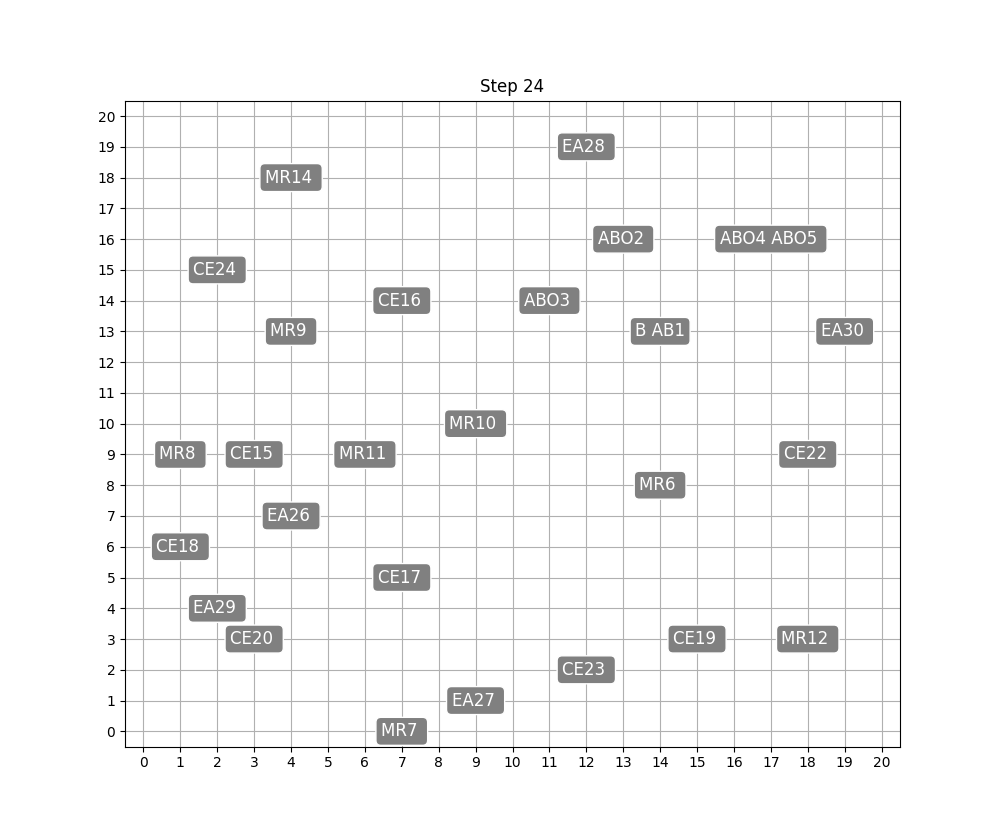 Step 24
20
19 EA28
18 MR14
17
16 ABO2 ABO4 ABO5
15 CE24
14 CE16 ABO3
13 MR9 B AB1 EA30
12
11
10 MR10
9 MR8 CE15 MR11 CE22
8 MR6
7 EA26
6 CE18
5 CE17
4 EA29
3 CE20 CE19 MR12
2 CE23
1 EA27
0 MR7
0 1 2 3 4 5 6 7 8 9 10 11 12 13 14 15 16 17 18 19 20